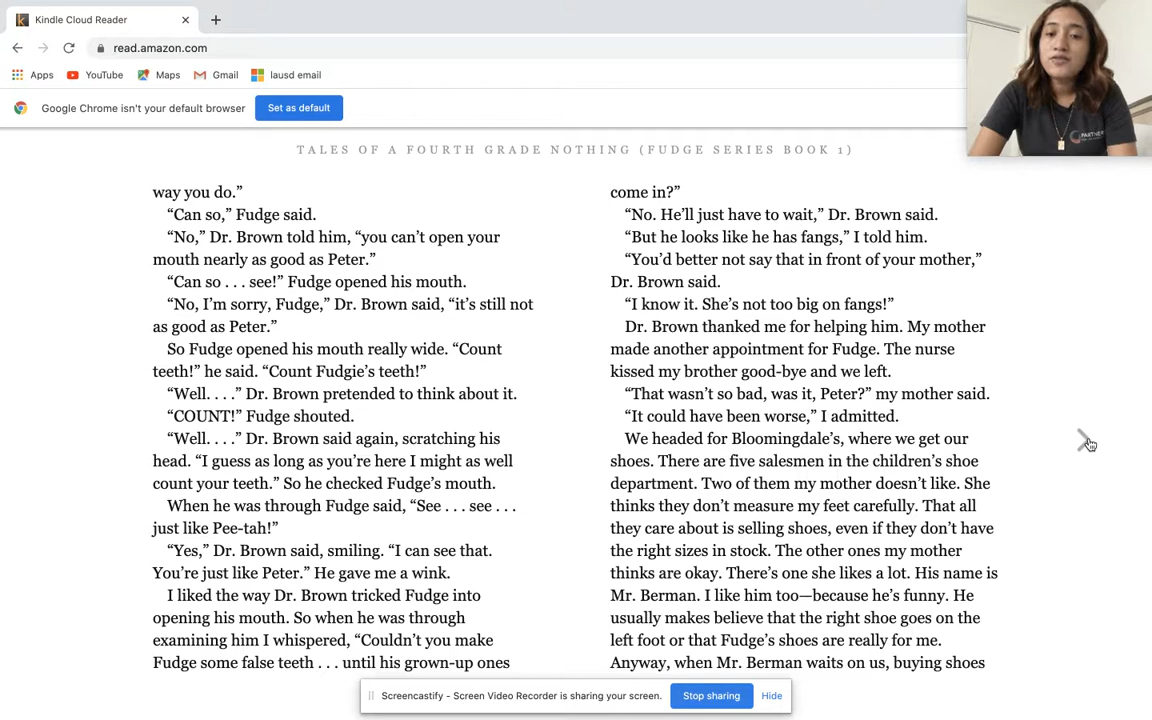 Kindle Cloud Reader
read.amazon.com
Apps
YouTube
Maps
Gmail
lausd email
Google Chrome isn't your default browser
Set as default
TALES OF A FOURTH GRADE NOTHING (FUDGE SERIES BOOK 1)
way you do.”
“Can so,” Fudge said.
“No,” Dr. Brown told him, “you can’t open your
mouth nearly as good as Peter.”
“Can so . . . see!” Fudge opened his mouth.
“No, I’m sorry, Fudge,” Dr. Brown said, “it’s still not
as good as Peter.”
So Fudge opened his mouth really wide. “Count
teeth!” he said. “Count Fudgie’s teeth!”
“Well. . . .” Dr. Brown pretended to think about it.
“COUNT!” Fudge shouted.
“Well. . . .” Dr. Brown said again, scratching his
head. “I guess as long as you’re here I might as well
count your teeth.” So he checked Fudge’s mouth.
When he was through Fudge said, “See . . . see . . .
just like Pee-tah!”
“Yes,” Dr. Brown said, smiling. “I can see that.
You’re just like Peter.” He gave me a wink.
I liked the way Dr. Brown tricked Fudge into
opening his mouth. So when he was through
examining him I whispered, “Couldn’t you make
Fudge some false teeth . . . until his grown-up ones
come in?”
“No. He’ll just have to wait,” Dr. Brown said.
“But he looks like he has fangs,” I told him.
“You’d better not say that in front of your mother,”
Dr. Brown said.
“I know it. She’s not too big on fangs!”
Dr. Brown thanked me for helping him. My mother
made another appointment for Fudge. The nurse
kissed my brother good-bye and we left.
“That wasn’t so bad, was it, Peter?” my mother said.
“It could have been worse,” I admitted.
We headed for Bloomingdale’s, where we get our
shoes. There are five salesmen in the children’s shoe
department. Two of them my mother doesn’t like. She
thinks they don’t measure my feet carefully. That all
they care about is selling shoes, even if they don’t have
the right sizes in stock. The other ones my mother
thinks are okay. There’s one she likes a lot. His name is
Mr. Berman. I like him too—because he’s funny. He
usually makes believe that the right shoe goes on the
left foot or that Fudge’s shoes are really for me.
Anyway, when Mr. Berman waits on us, buying shoes
Screencastify - Screen Video Recorder is sharing your screen.
Stop sharing
Hide